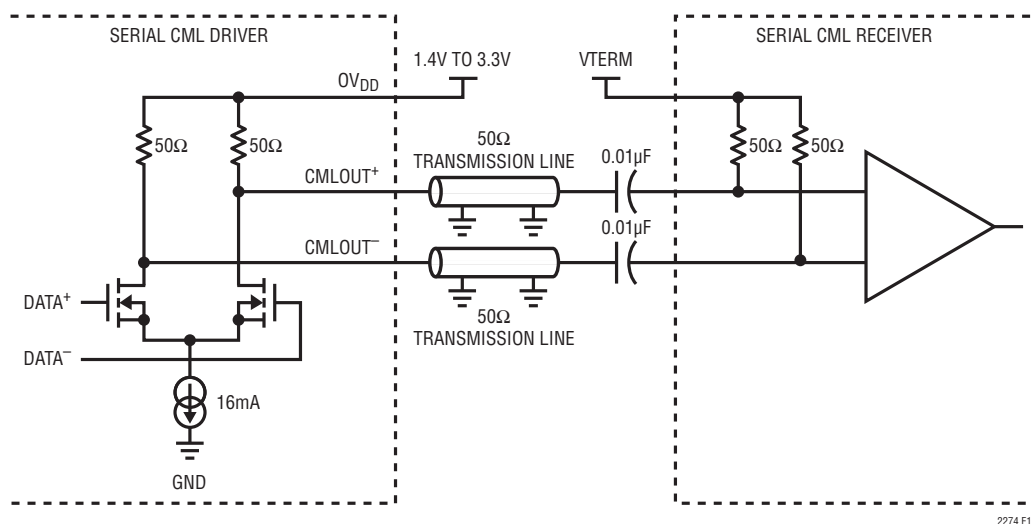 SERIAL CML DRIVER
SERIAL CML RECEIVER
1.4V TO 3.3V
VTERM
OVDD
50Ω
50Ω
50Ω
TRANSMISSION LINE
0.01µF
50Ω
50Ω
CMLOUT+
0.01µF
CMLOUT–
DATA+
50Ω
TRANSMISSION LINE
DATA–
16mA
GND
2274 F1